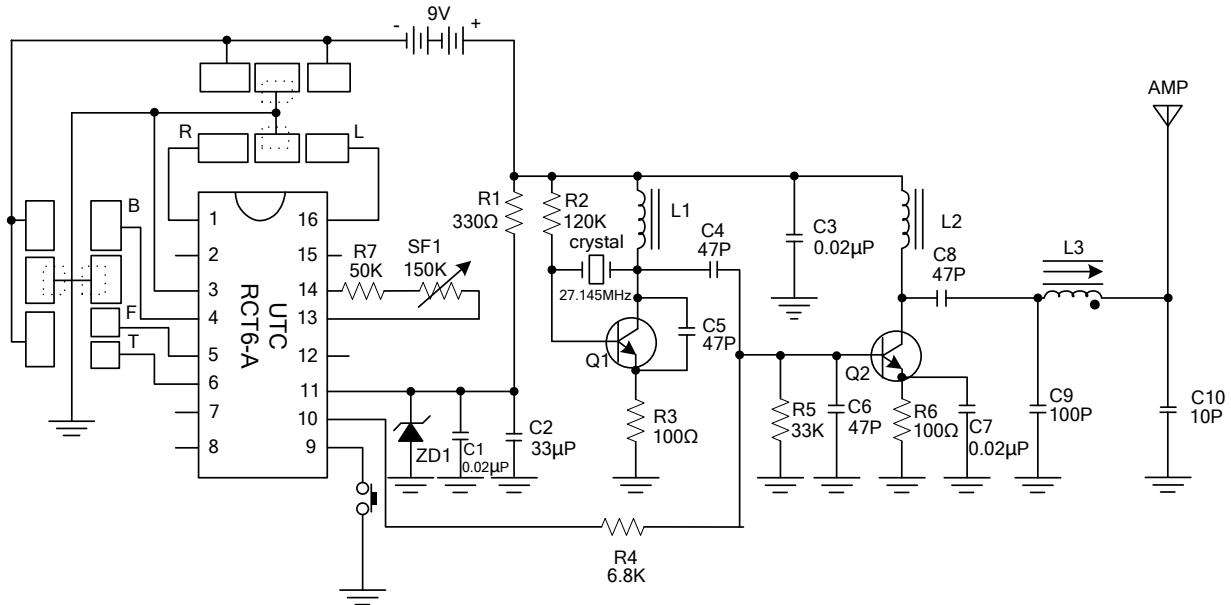 9V
- +
AMP
R L
B
F
T
1 16
2 15
3 14
4 13
5 12
6 11
7 10
8 9
UTC
RCT6-A
R7
50K
SF1
150K
R1
330Ω
R2
120K
crystal
27.145MHz
L1
C4
47P
C3
0.02µP
L2
C8
47P
L3
Q1
C5
47P
Q2
R3
100Ω
R5
33K
C6
47P
R6
100Ω
C7
0.02µP
C9
100P
C10
10P
ZD1
C1
0.02µP
C2
33µP
R4
6.8K